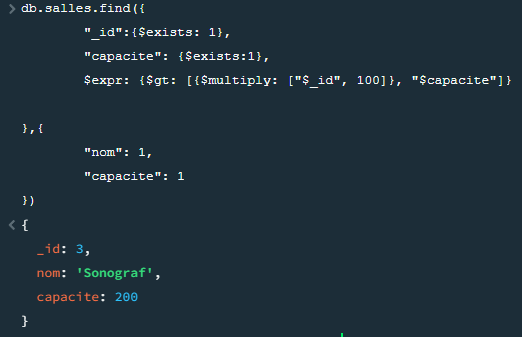 > db.salles.find({
"_id":{$exists: 1},
"capacite": {$exists:1},
$expr: {$gt: [{$multiply: ["$_id", 100]}, "$capacite"]}
},{
"nom": 1,
"capacite": 1
})
< {
_id: 3,
nom: 'Sonograf',
capacite: 200
}